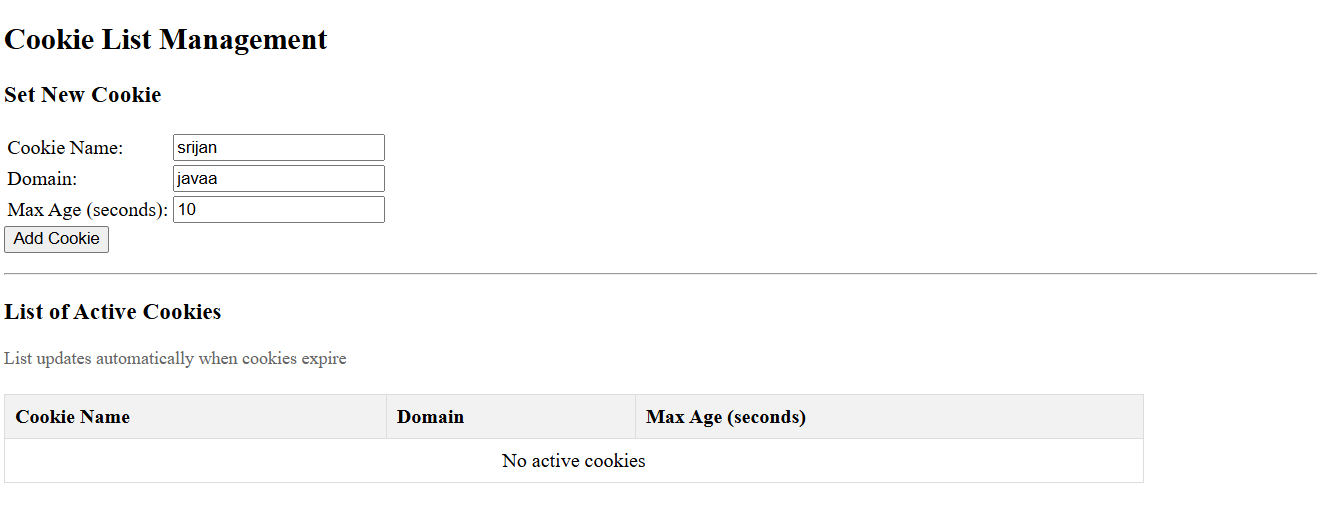 Cookie List Management
Set New Cookie
Cookie Name: srijan
Domain: javaa
Max Age (seconds): 10
Add Cookie
List of Active Cookies
List updates automatically when cookies expire
Cookie Name Domain Max Age (seconds)
No active cookies